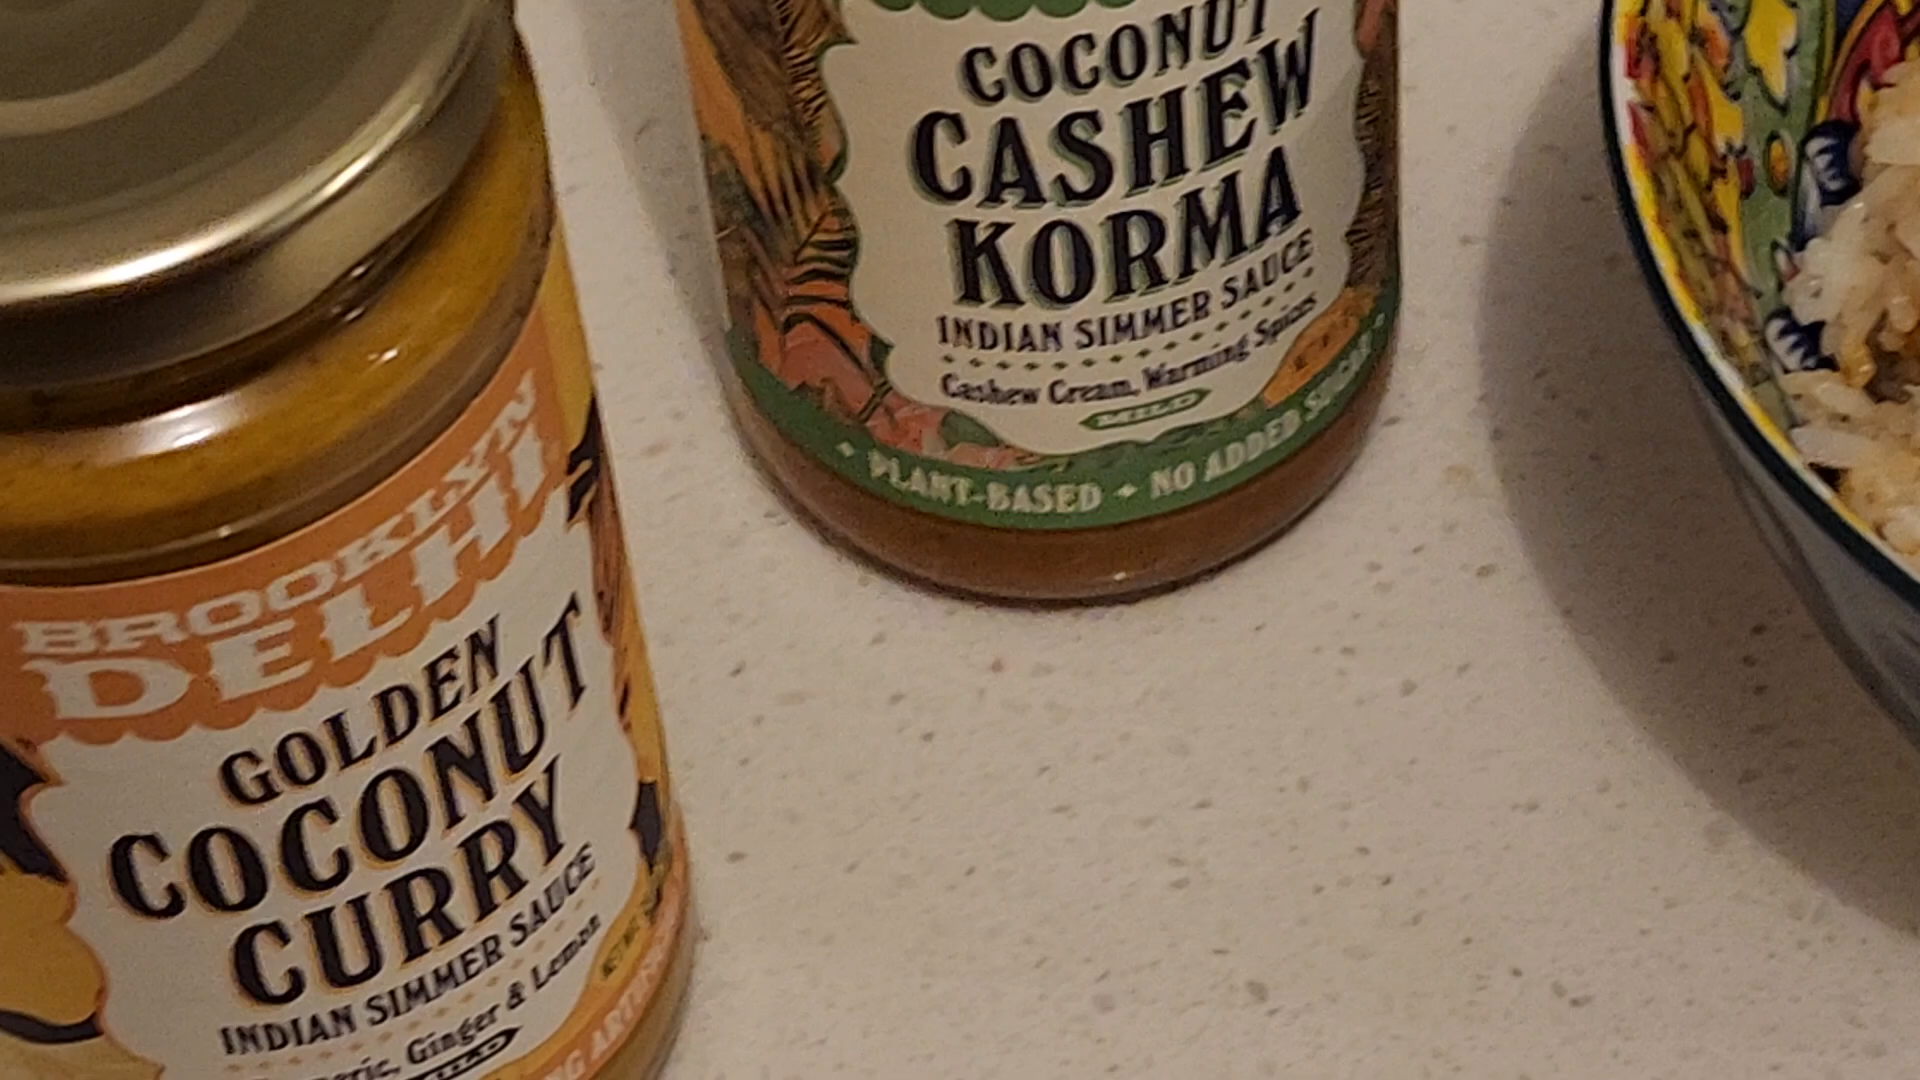 COCONUT
CASHEW
KORMA
INDIAN SIMMER SAUCE
Cashew Cream, Warming Spices
MILD
PLANT-BASED + NO ADDED SUGAR
BROOKLYN
DELHI
GOLDEN
COCONUT
CURRY
INDIAN SIMMER SAUCE
Ginger & Lemon